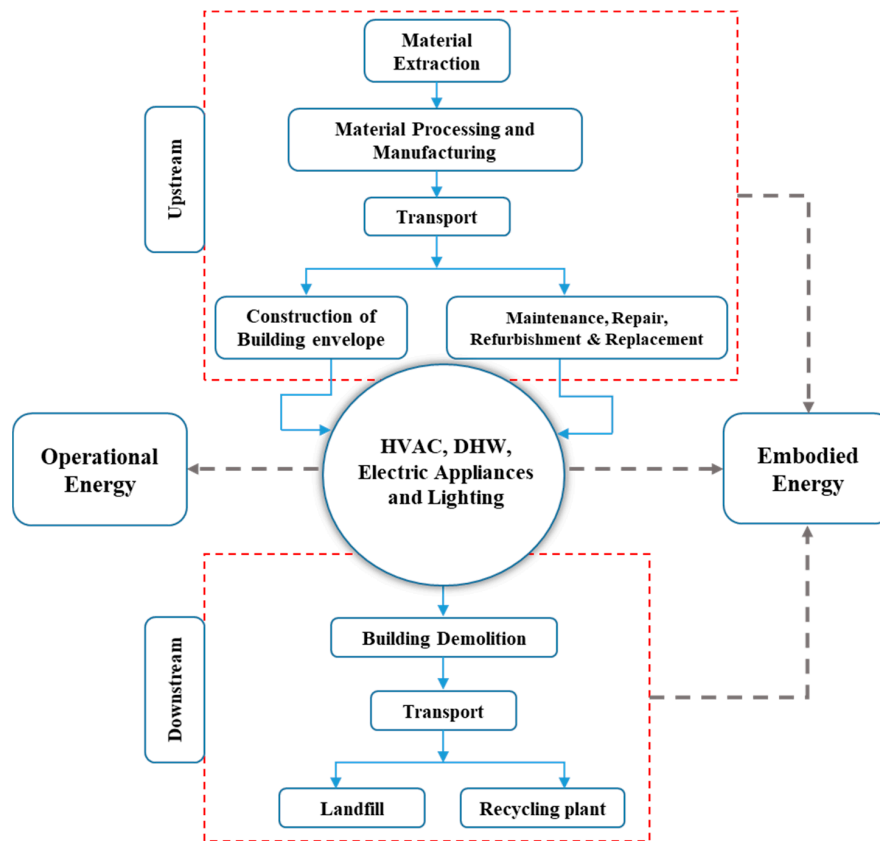 Material
Extraction
Material Processing and
Manufacturing
Upstream
Transport
Construction of
Building envelope
Maintenance, Repair,
Refurbishment & Replacement
Operational
Energy
HVAC, DHW,
Electric Appliances
and Lighting
Embodied
Energy
Downstream
Building Demolition
Transport
Landfill
Recycling plant